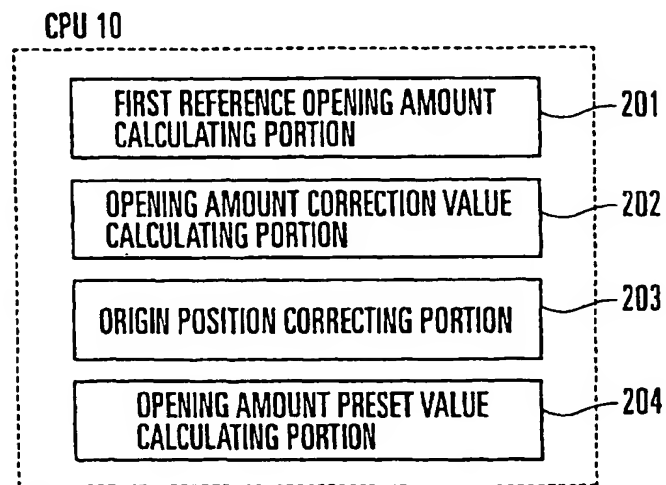 CPU 10
FIRST REFERENCE OPENING AMOUNT
CALCULATING PORTION
201
OPENING AMOUNT CORRECTION VALUE
CALCULATING PORTION
202
ORIGIN POSITION CORRECTING PORTION
203
OPENING AMOUNT PRESET VALUE
CALCULATING PORTION
204